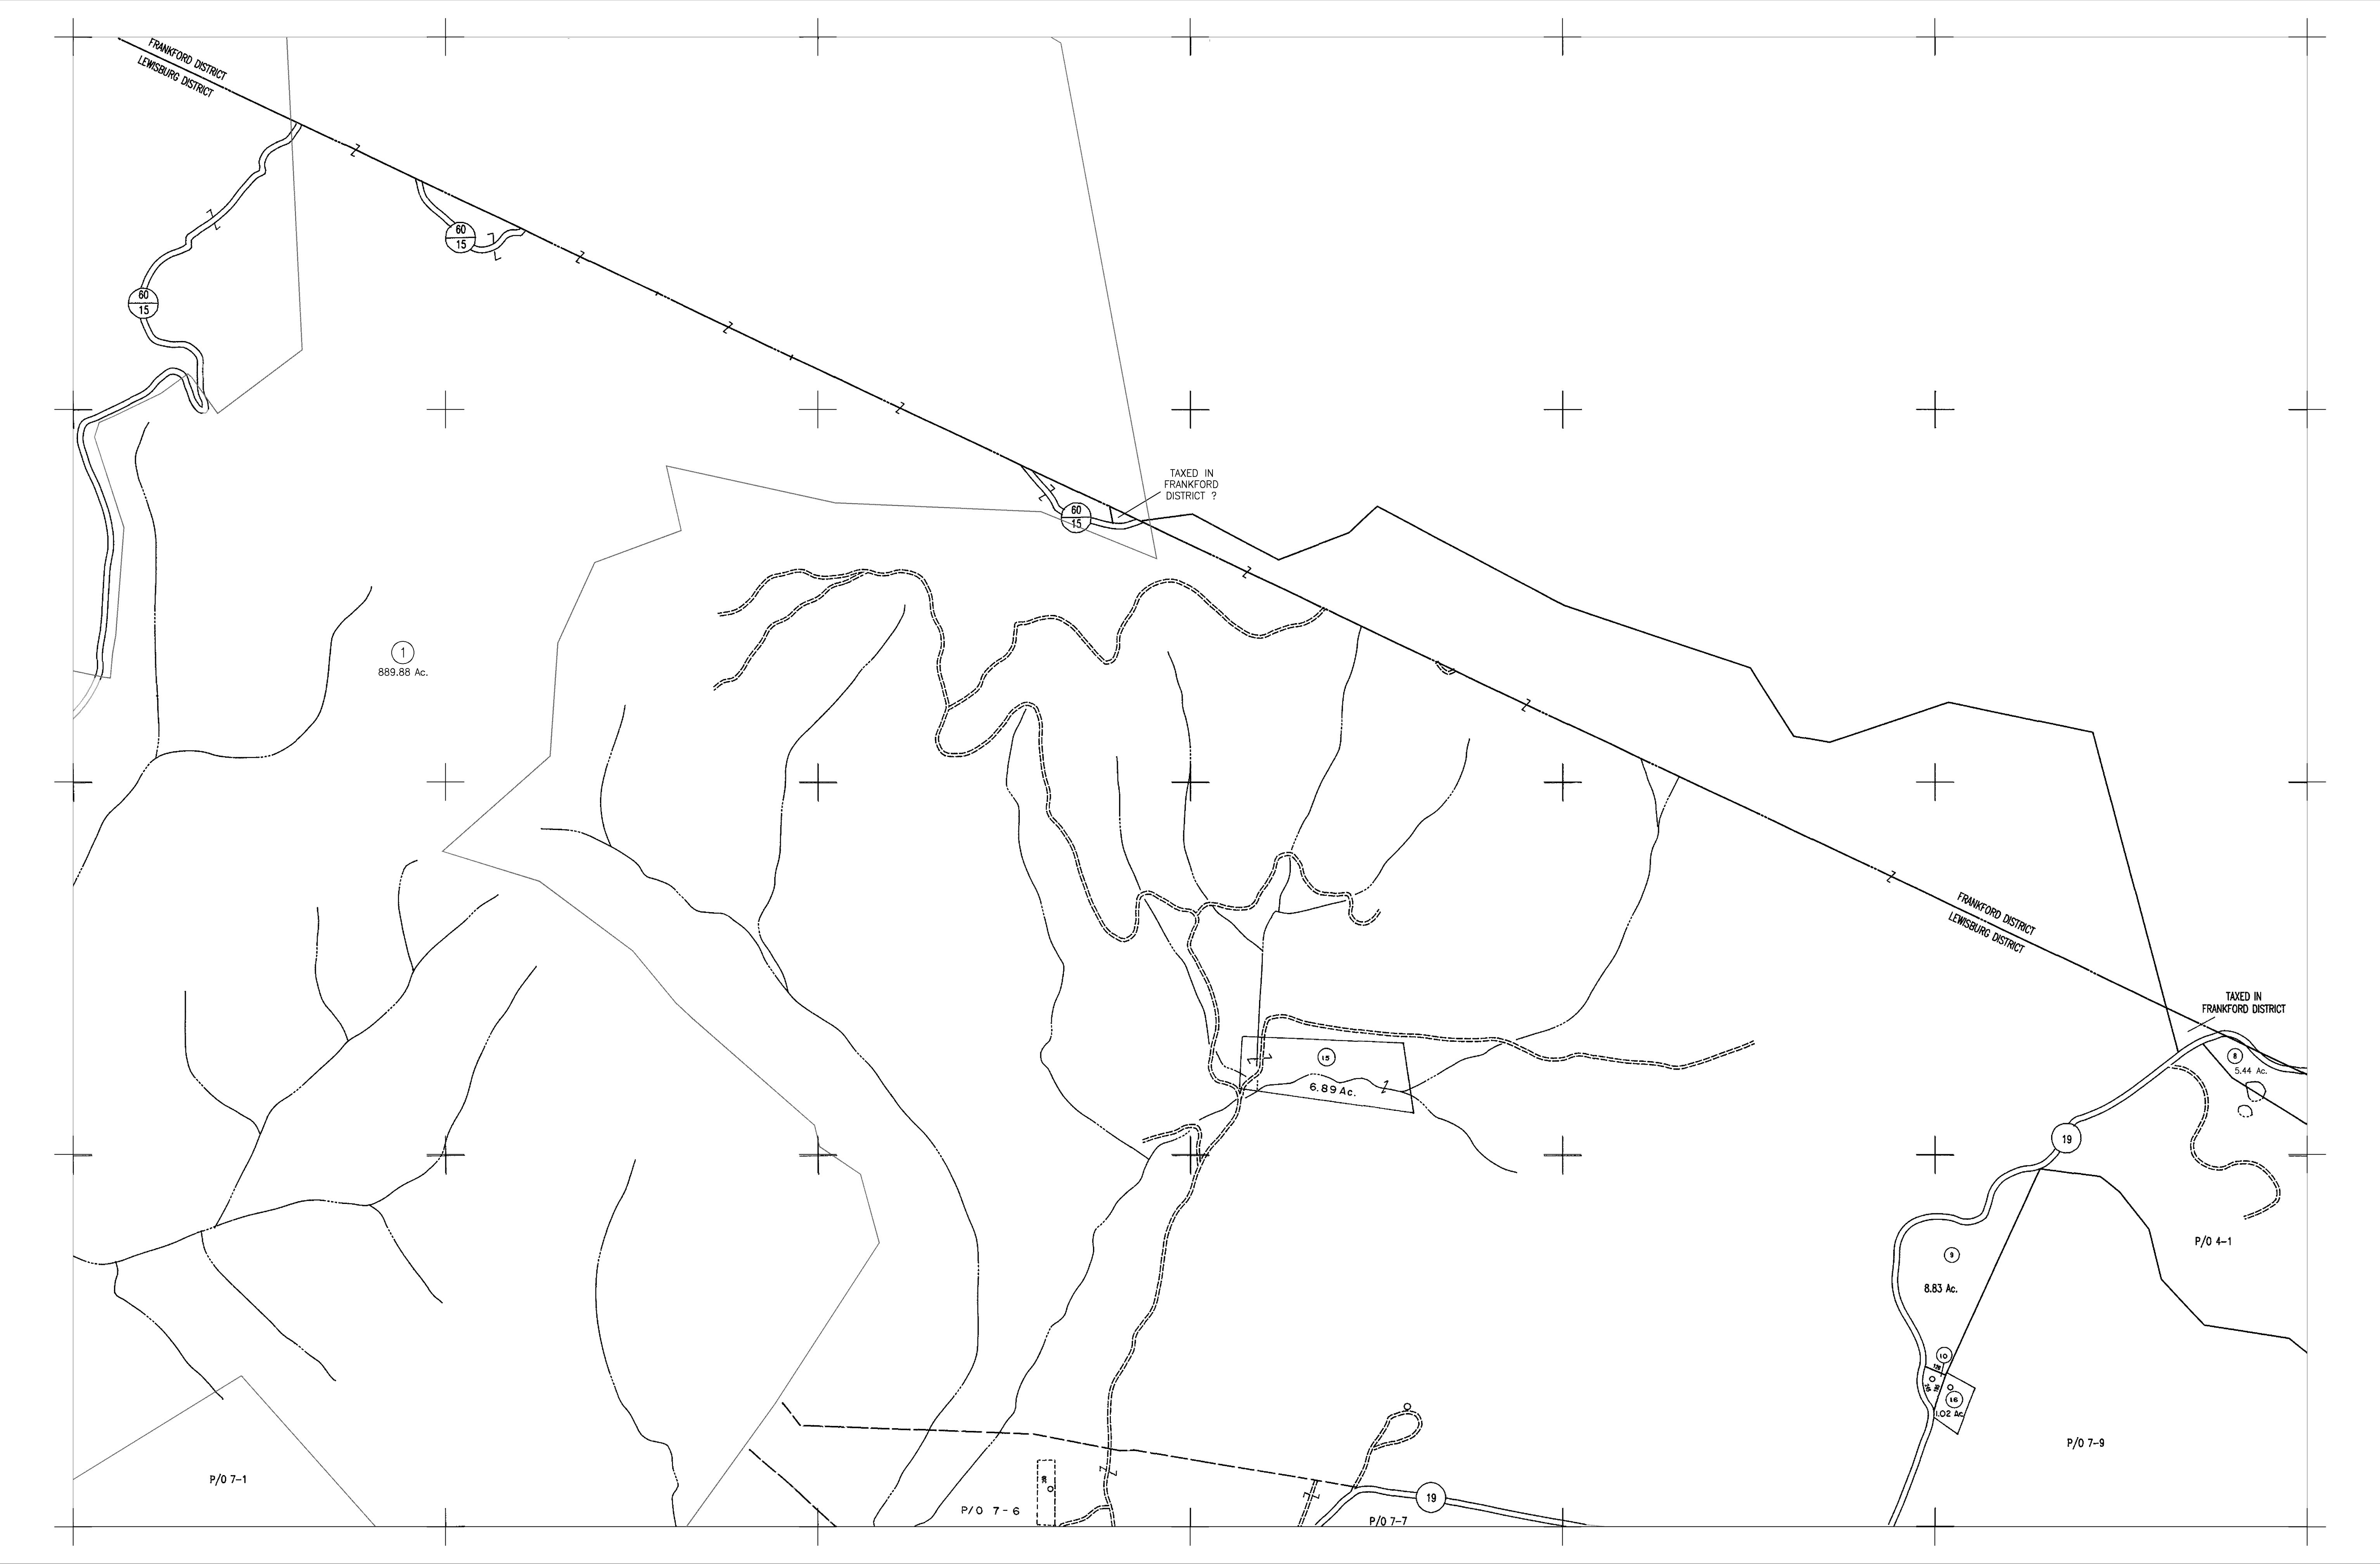 FRANKFORD DISTRICT
LEWISBURG DISTRICT
60
15
60
15
TAXED IN
FRANKFORD
DISTRICT ?
60
15
1
889.88 Ac.
FRANKFORD DISTRICT
LEWISBURG DISTRICT
TAXED IN
FRANKFORD DISTRICT
15
6.89 Ac.
8
5.44 Ac.
19
P/O 4-1
9
8.83 Ac.
10
16
1.02 Ac.
P/O 7-9
P/O 7-1
P/O 7-6
19
P/O 7-7